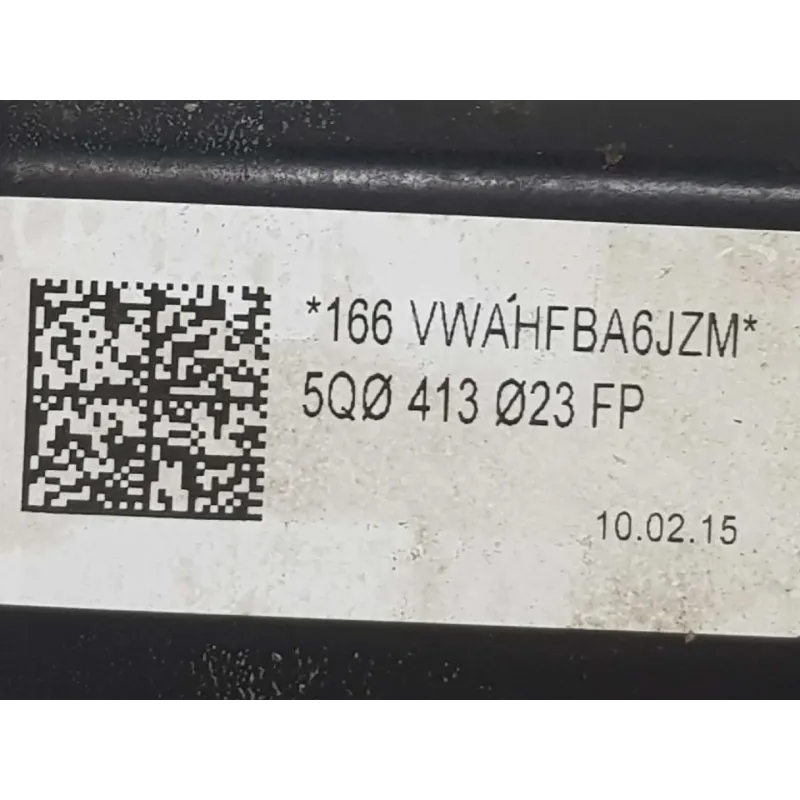 *166 VWAHFBA6JZM*
5QØ 413 Ø23 FP
10.02.15